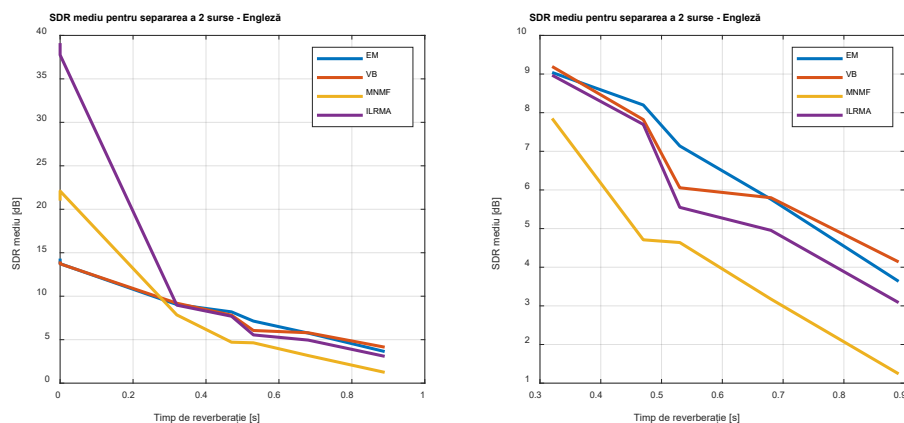 SDR mediu pentru separarea a 2 surse - Engleză
40
35
30
25
20
15
10
5
0
0
0.2
0.4
0.6
0.8
1
SDR mediu [dB]
Timp de reverberație [s]
EM
VB
MNMF
ILRMA
SDR mediu pentru separarea a 2 surse - Engleză
10
9
8
7
6
5
4
3
2
1
0.3
0.4
0.5
0.6
0.7
0.8
0.9
SDR mediu [dB]
Timp de reverberație [s]
EM
VB
MNMF
ILRMA